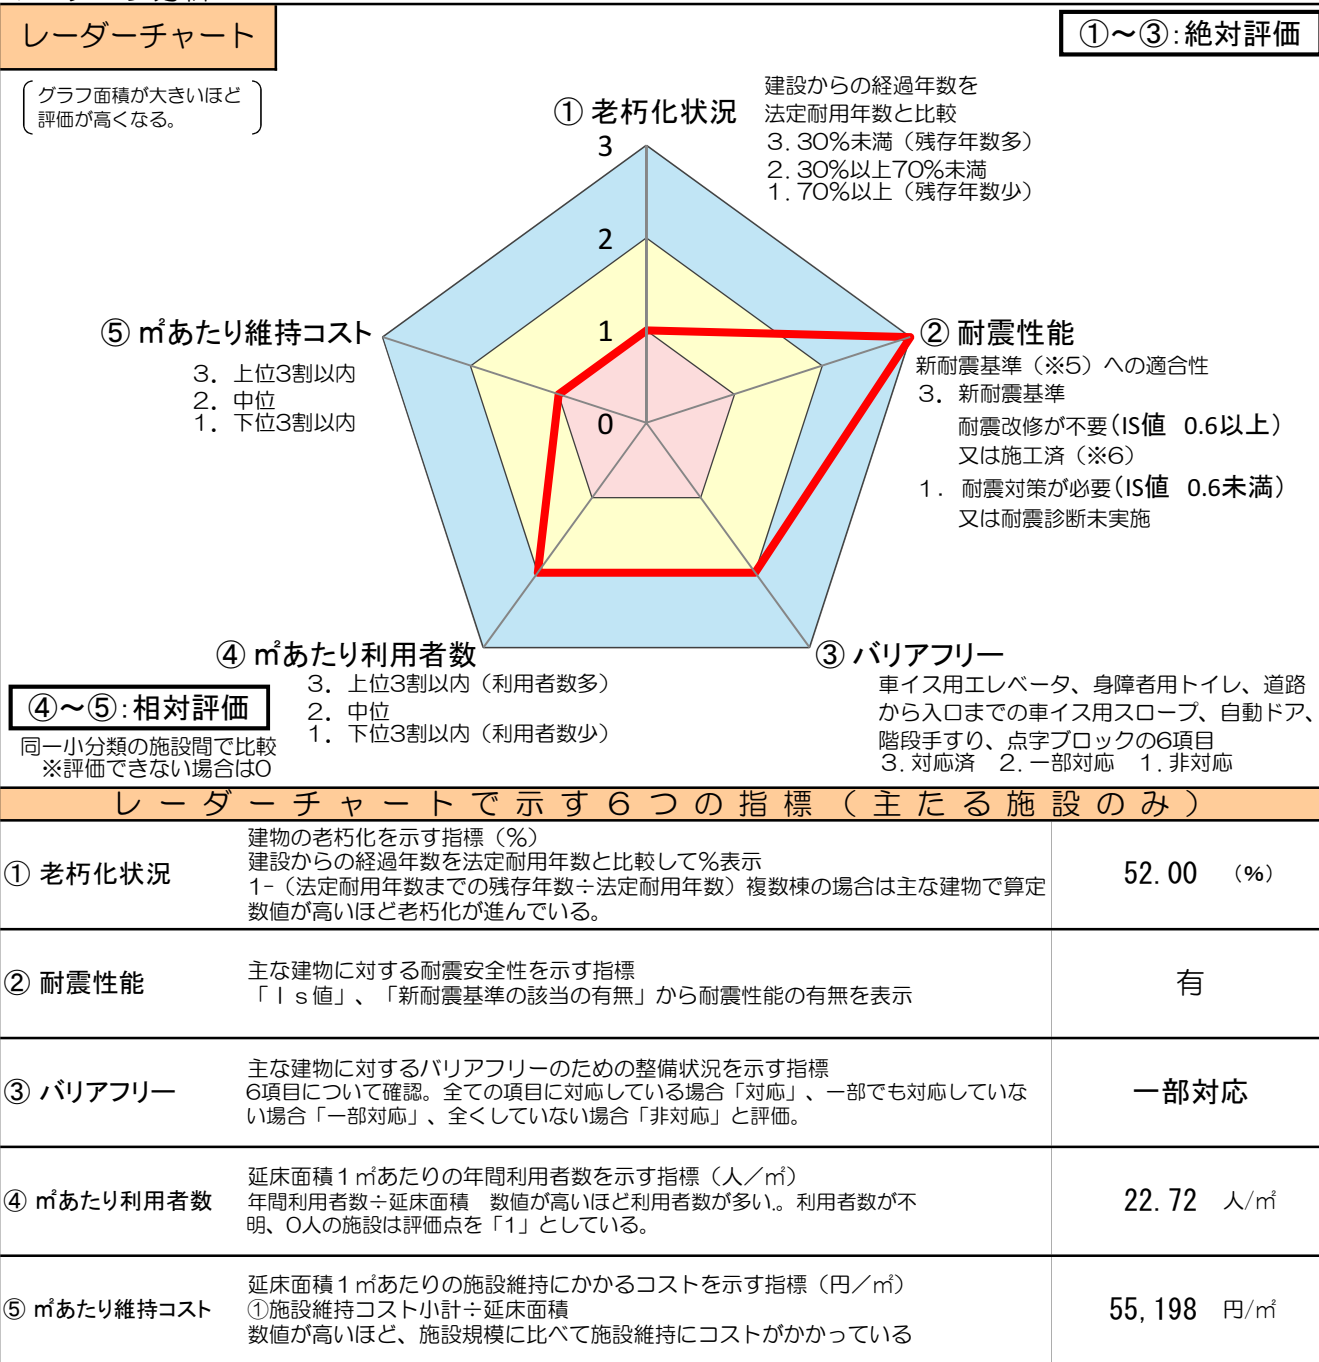 レーダーチャート
①～③:絶対評価
グラフ面積が大きいほど
評価が高くなる。
① 老朽化状況
建設からの経過年数を
法定耐用年数と比較
3．30%未満（残存年数多）
2．30%以上70%未満
1．70%以上（残存年数少）
3
2
1
0
② 耐震性能
新耐震基準（※5）への適合性
3． 新耐震基準
耐震改修が不要(IS値 0.6以上)
又は施工済（※6）
1． 耐震対策が必要(IS値 0.6未満)
又は耐震診断未実施
⑤ ㎡あたり維持コスト
3． 上位3割以内
2． 中位
1． 下位3割以内
④ ㎡あたり利用者数
3． 上位3割以内（利用者数多）
2． 中位
1． 下位3割以内（利用者数少）
③ バリアフリー
車イス用エレベータ、身障者用トイレ、道路
から入口までの車イス用スロープ、自動ドア、
階段手すり、点字ブロックの6項目
3．対応済 2．一部対応 1．非対応
④～⑤:相対評価
同一小分類の施設間で比較
※評価できない場合は0
レーダーチャートで示す6つの指標（主たる施設のみ）
① 老朽化状況
建物の老朽化を示す指標（%）
建設からの経過年数を法定耐用年数と比較して%表示
1-（法定耐用年数までの残存年数÷法定耐用年数）複数棟の場合は主な建物で算定
数値が高いほど老朽化が進んでいる。
52.00 (%)
② 耐震性能
主な建物に対する耐震安全性を示す指標
「Ｉｓ値」、「新耐震基準の該当の有無」から耐震性能の有無を表示
有
③ バリアフリー
主な建物に対するバリアフリーのための整備状況を示す指標
6項目について確認。全ての項目に対応している場合「対応」、一部でも対応していな
い場合「一部対応」、全くしていない場合「非対応」と評価。
一部対応
④ ㎡あたり利用者数
延床面積１㎡あたりの年間利用者数を示す指標（人／㎡）
年間利用者数÷延床面積 数値が高いほど利用者数が多い。利用者数が不
明、0人の施設は評価点を「1」としている。
22.72 人/㎡
⑤ ㎡あたり維持コスト
延床面積１㎡あたりの施設維持にかかるコストを示す指標（円／㎡）
①施設維持コスト小計÷延床面積
数値が高いほど、施設規模に比べて施設維持にコストがかかっている
55,198 円/㎡